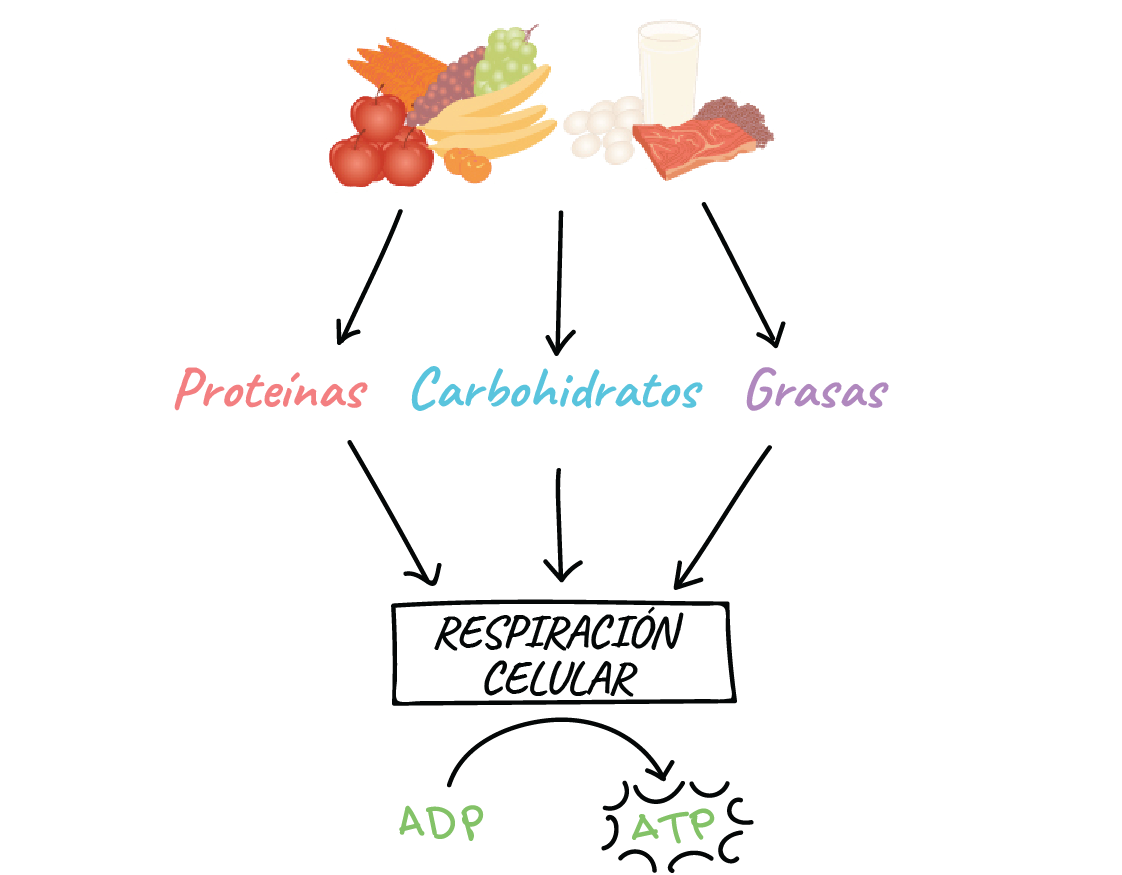 Proteínas Carbohidratos Grasas
RESPIRACIÓN
CELULAR
ADP ATP